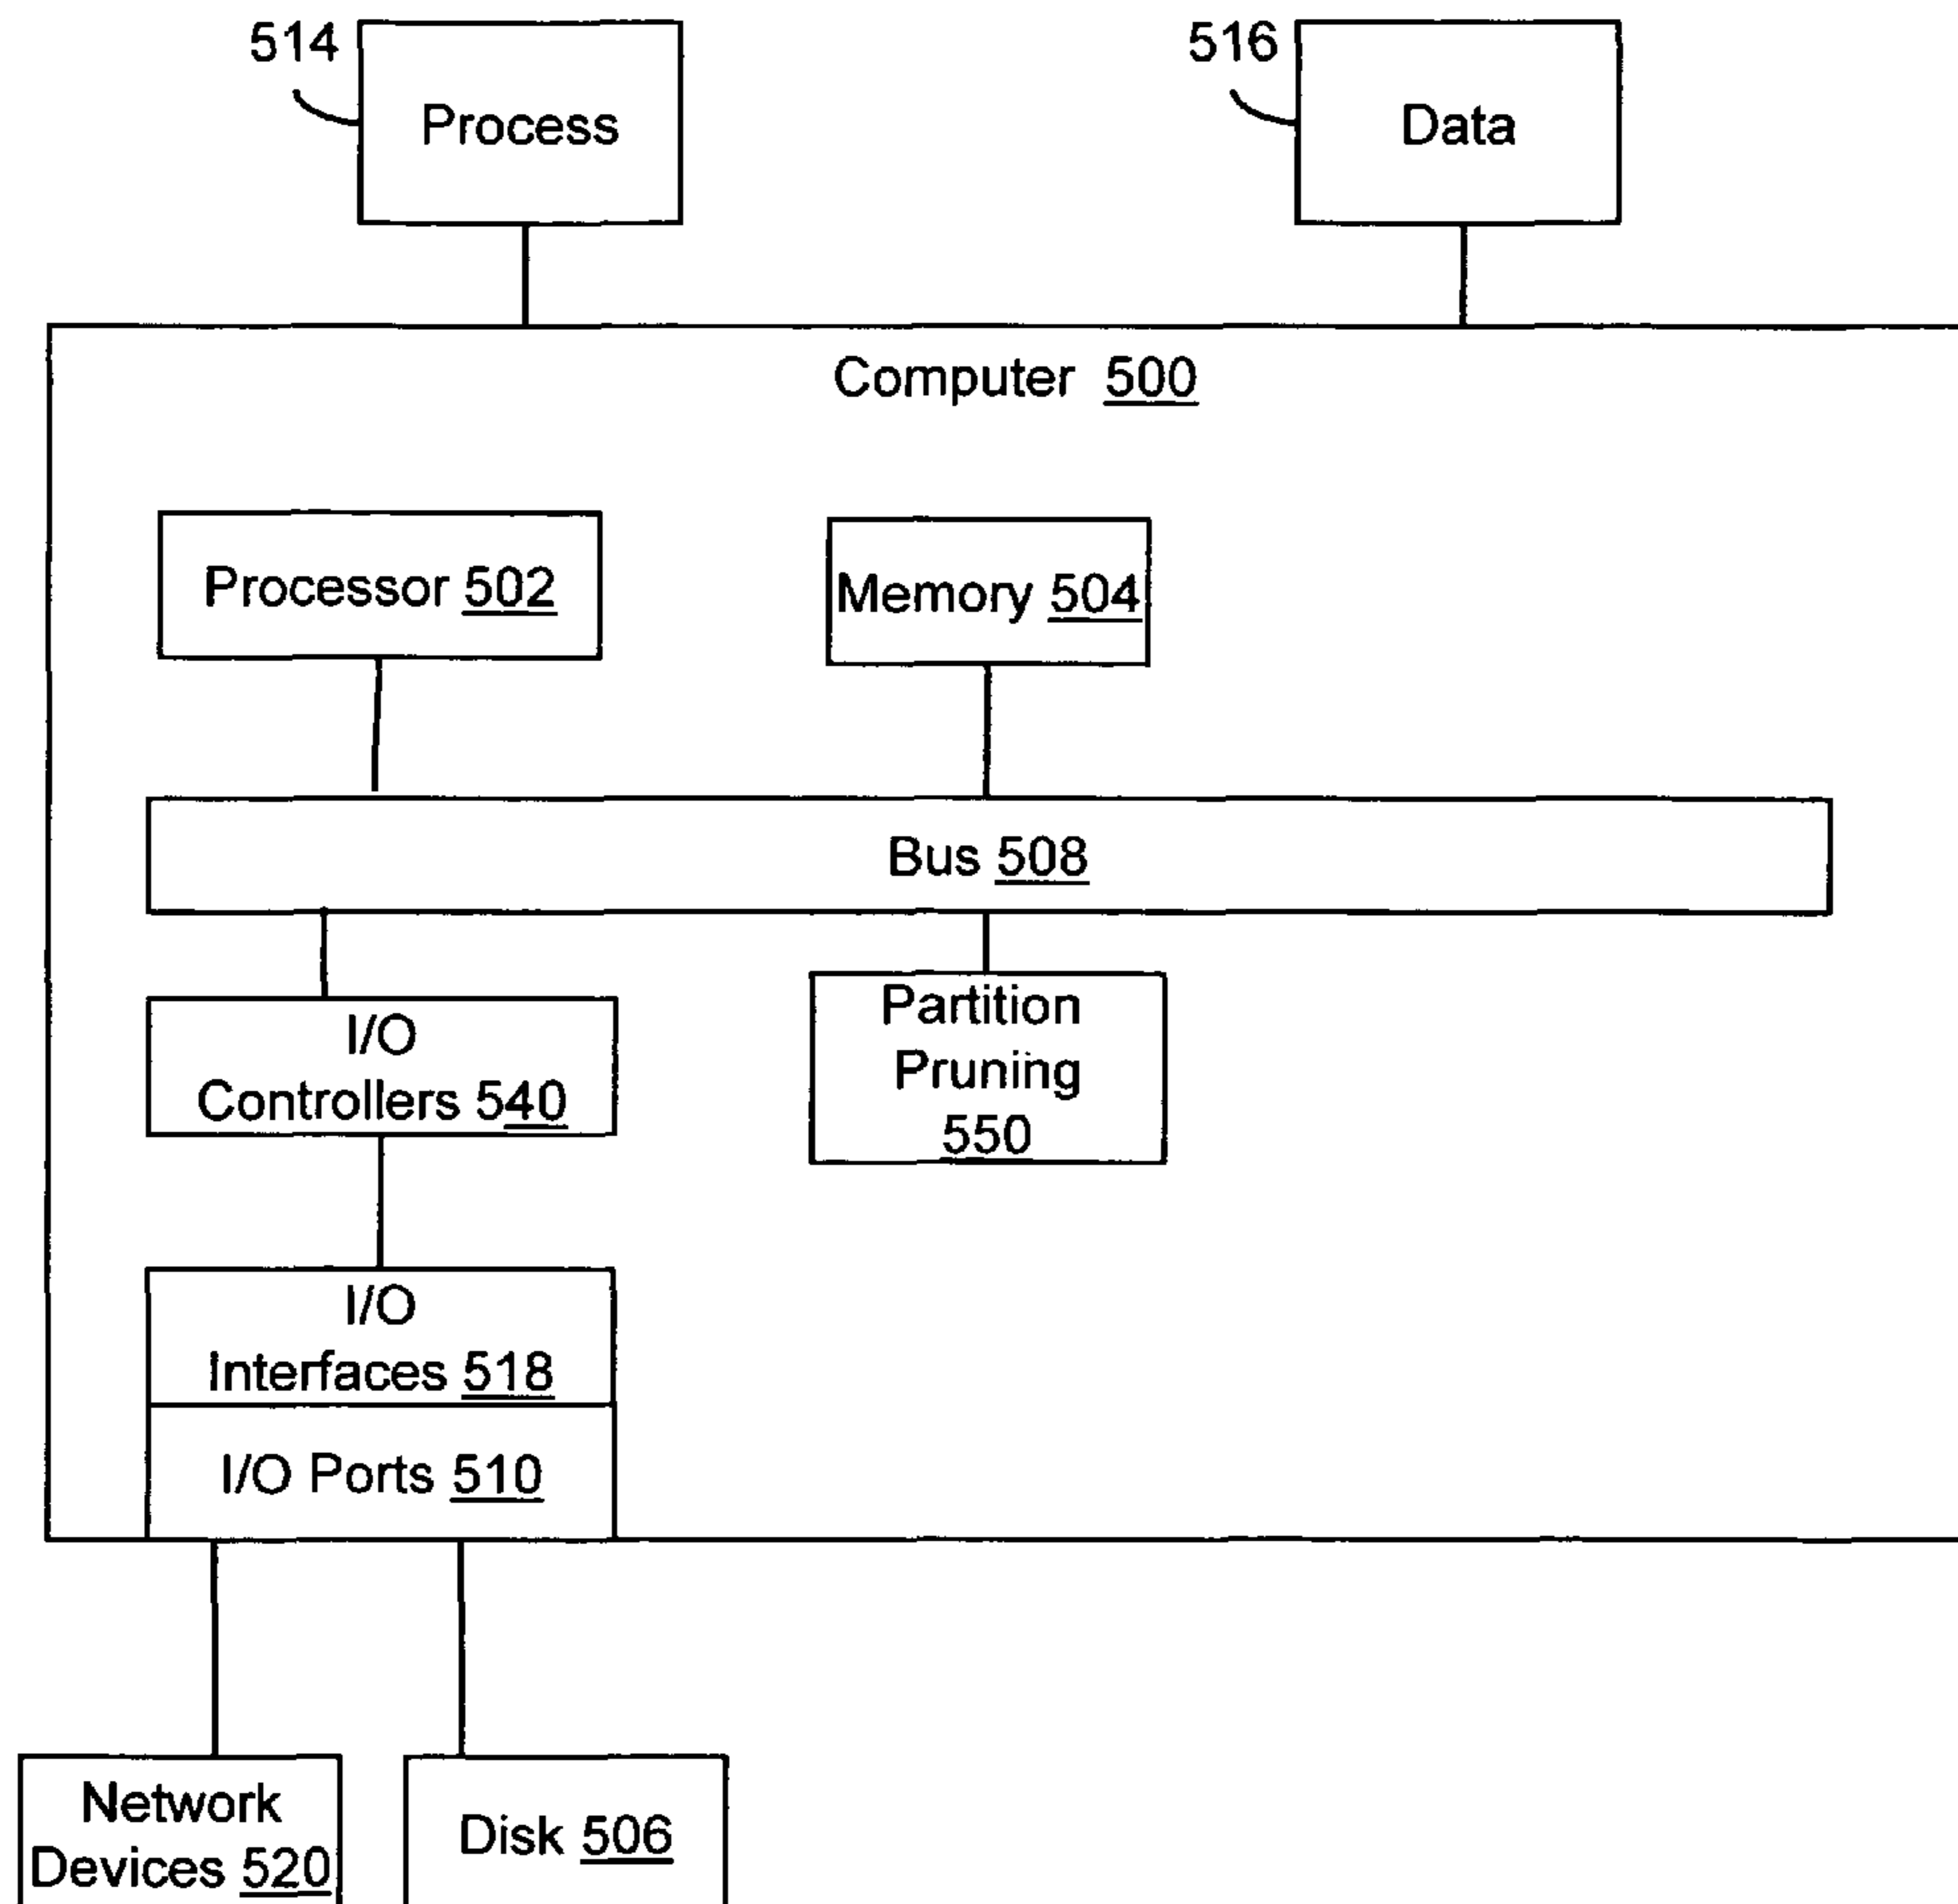 514
Process
516
Data
Computer 500
Processor 502
Memory 504
Bus 508
I/O
Controllers 540
Partition
Pruning
550
I/O
Interfaces 518
I/O Ports 510
Network
Devices 520
Disk 506